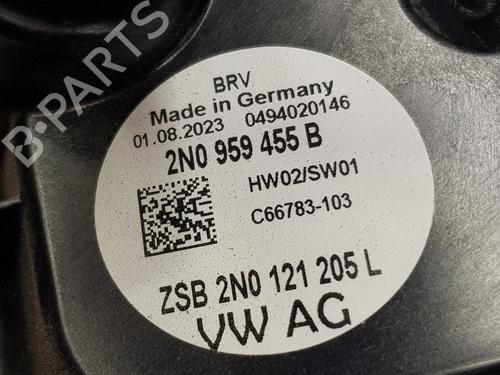 B-PARTS
BRV
Made in Germany
01.08.2023 0494020146
2N0 959 455 B
HW02/SW01
C66783-103
ZSB 2N0 121 205 L
VW AG